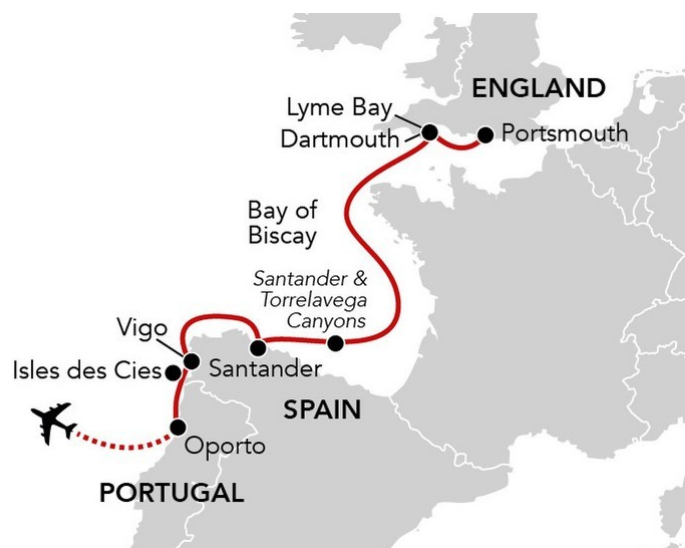 ENGLAND
Lyme Bay
Dartmouth
Portsmouth
Bay of
Biscay
Santander &
Torrelavega
Canyons
Vigo
Isles des Cies
Santander
SPAIN
Oporto
PORTUGAL